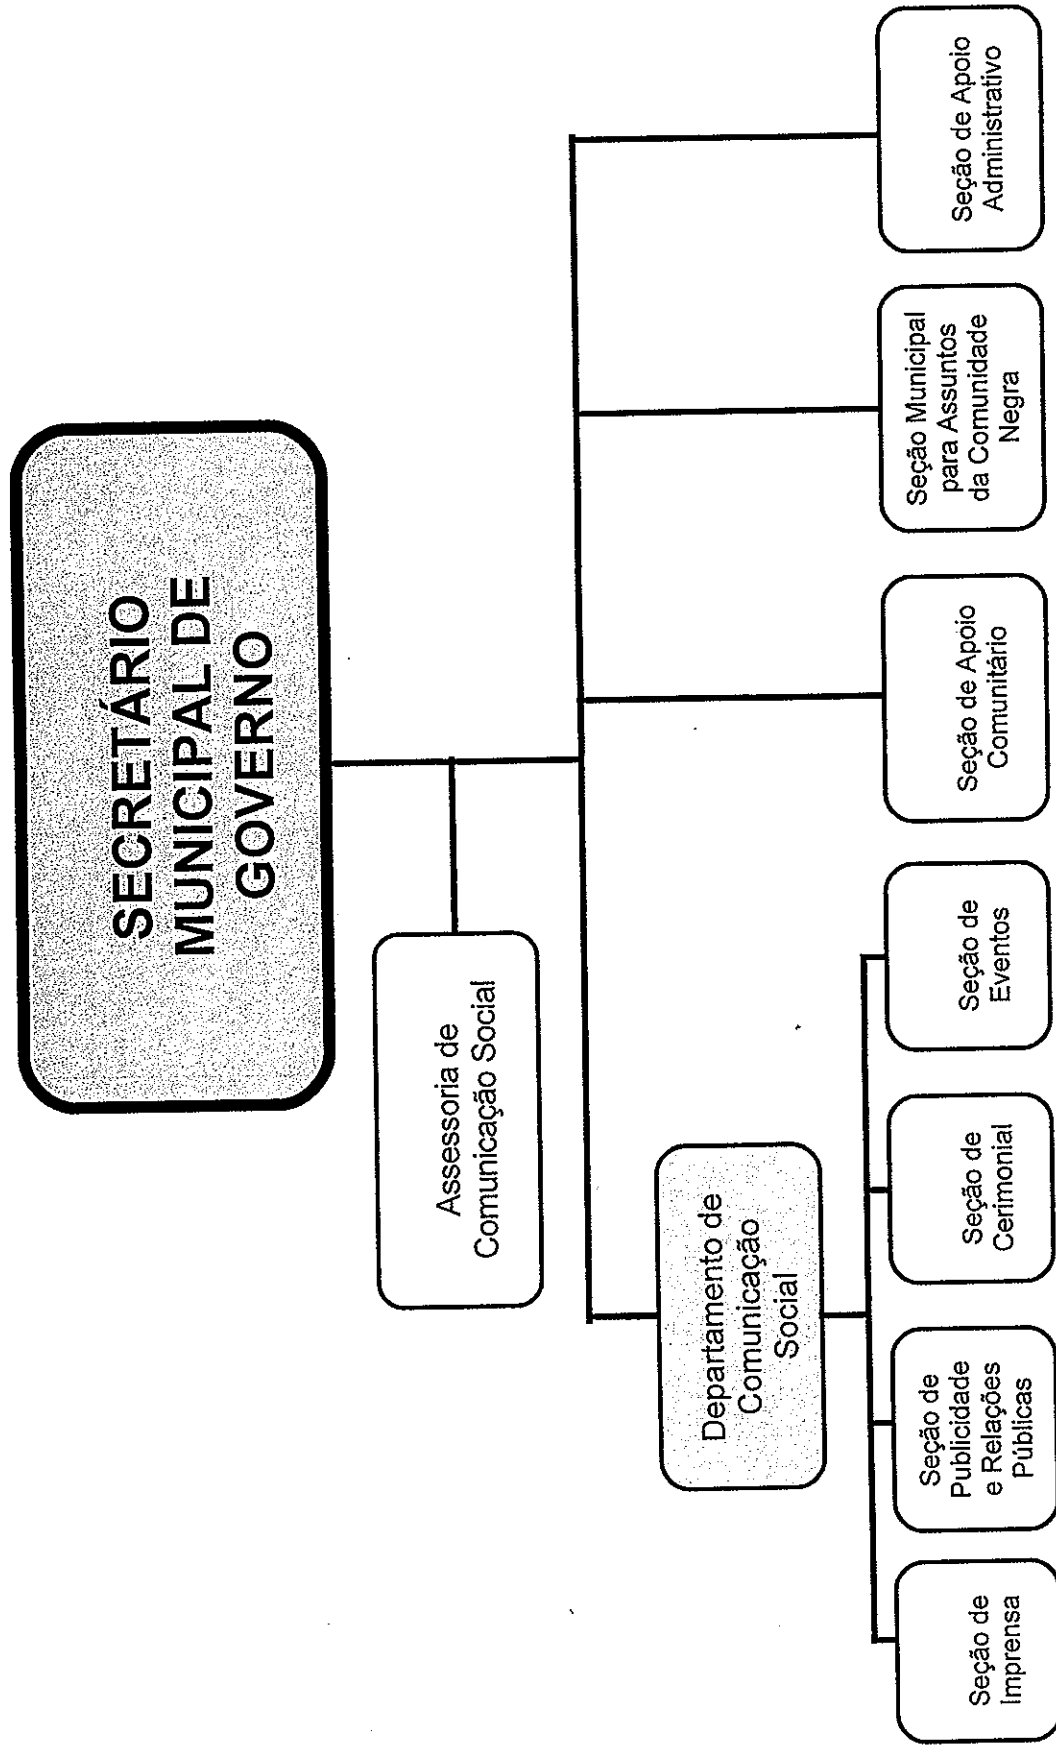 SECRETÁRIO
MUNICIPAL DE
GOVERNO
Assessoria de
Comunicação Social
Departamento de
Comunicação
Social
Seção de
Imprensa
Seção de
Publicidade
e Relações
Públicas
Seção de
Cerimonial
Seção de
Eventos
Seção de Apoio
Comunitário
Seção Municipal
para Assuntos
da Comunidade
Negra
Seção de Apoio
Administrativo